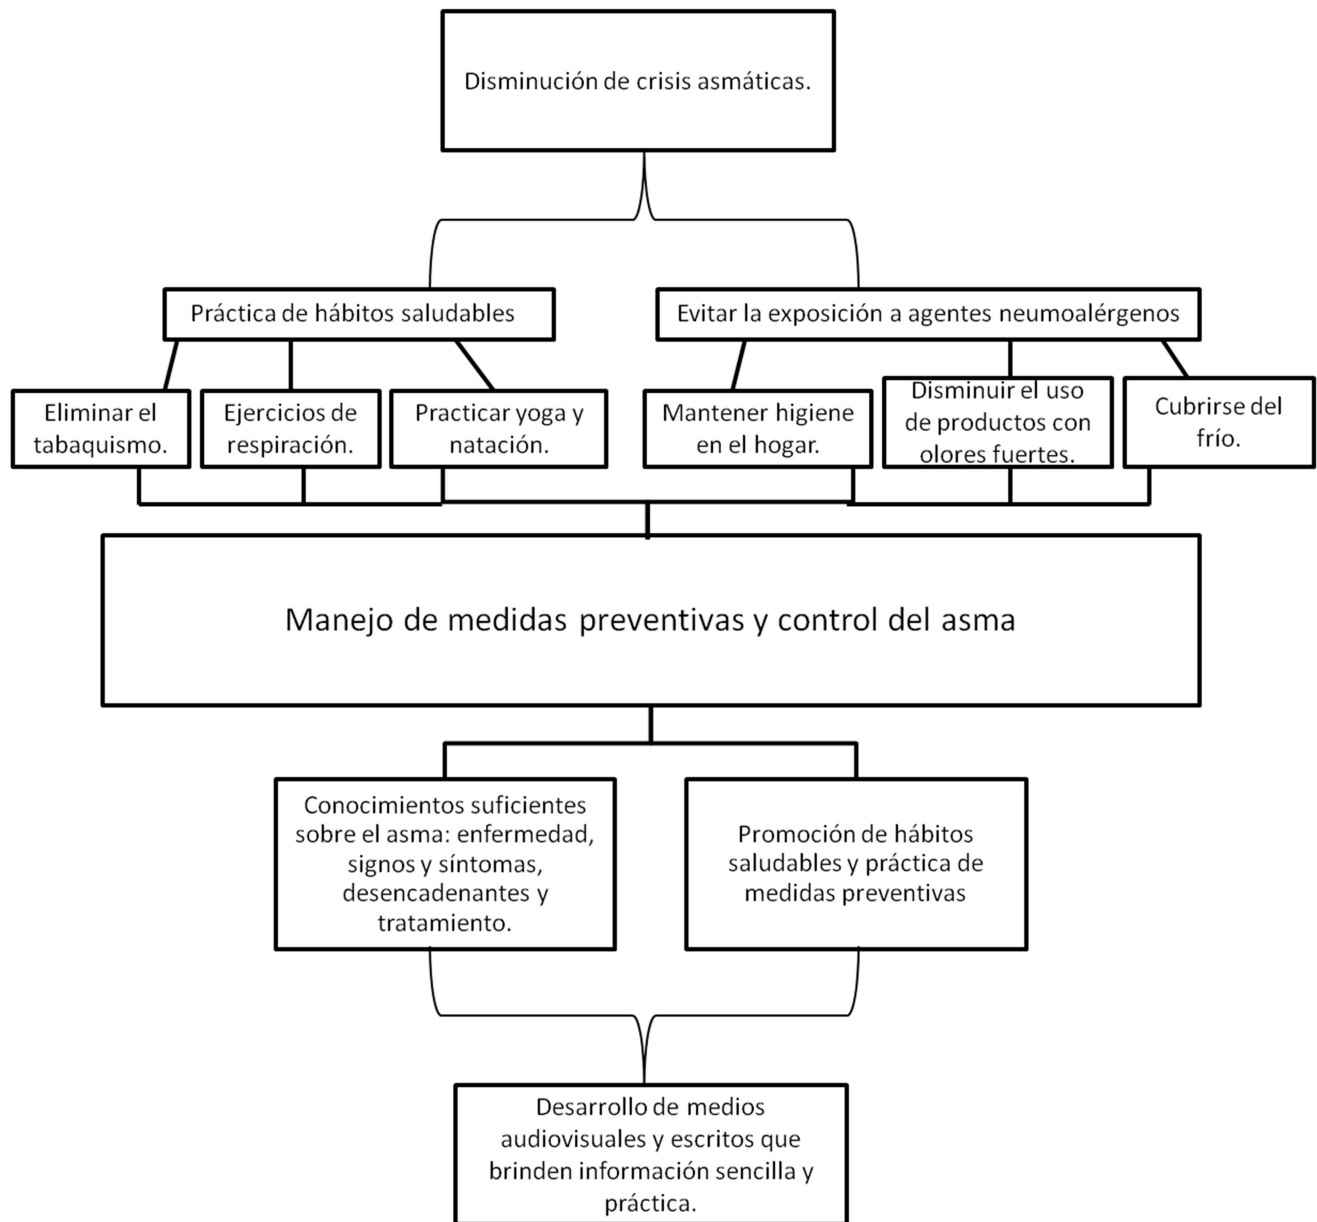 Disminución de crisis asmáticas.
Práctica de hábitos saludables
Evitar la exposición a agentes neumoalérgenos
Eliminar el
tabaquismo.
Ejercicios de
respiración.
Practicar yoga y
natación.
Mantener higiene
en el hogar.
Disminuir el uso
de productos con
olores fuertes.
Cubrirse del
frío.
Manejo de medidas preventivas y control del asma
Conocimientos suficientes
sobre el asma: enfermedad,
signos y síntomas,
desencadenantes y
tratamiento.
Promoción de hábitos
saludables y práctica de
medidas preventivas
Desarrollo de medios
audiovisuales y escritos que
brinden información sencilla y
práctica.